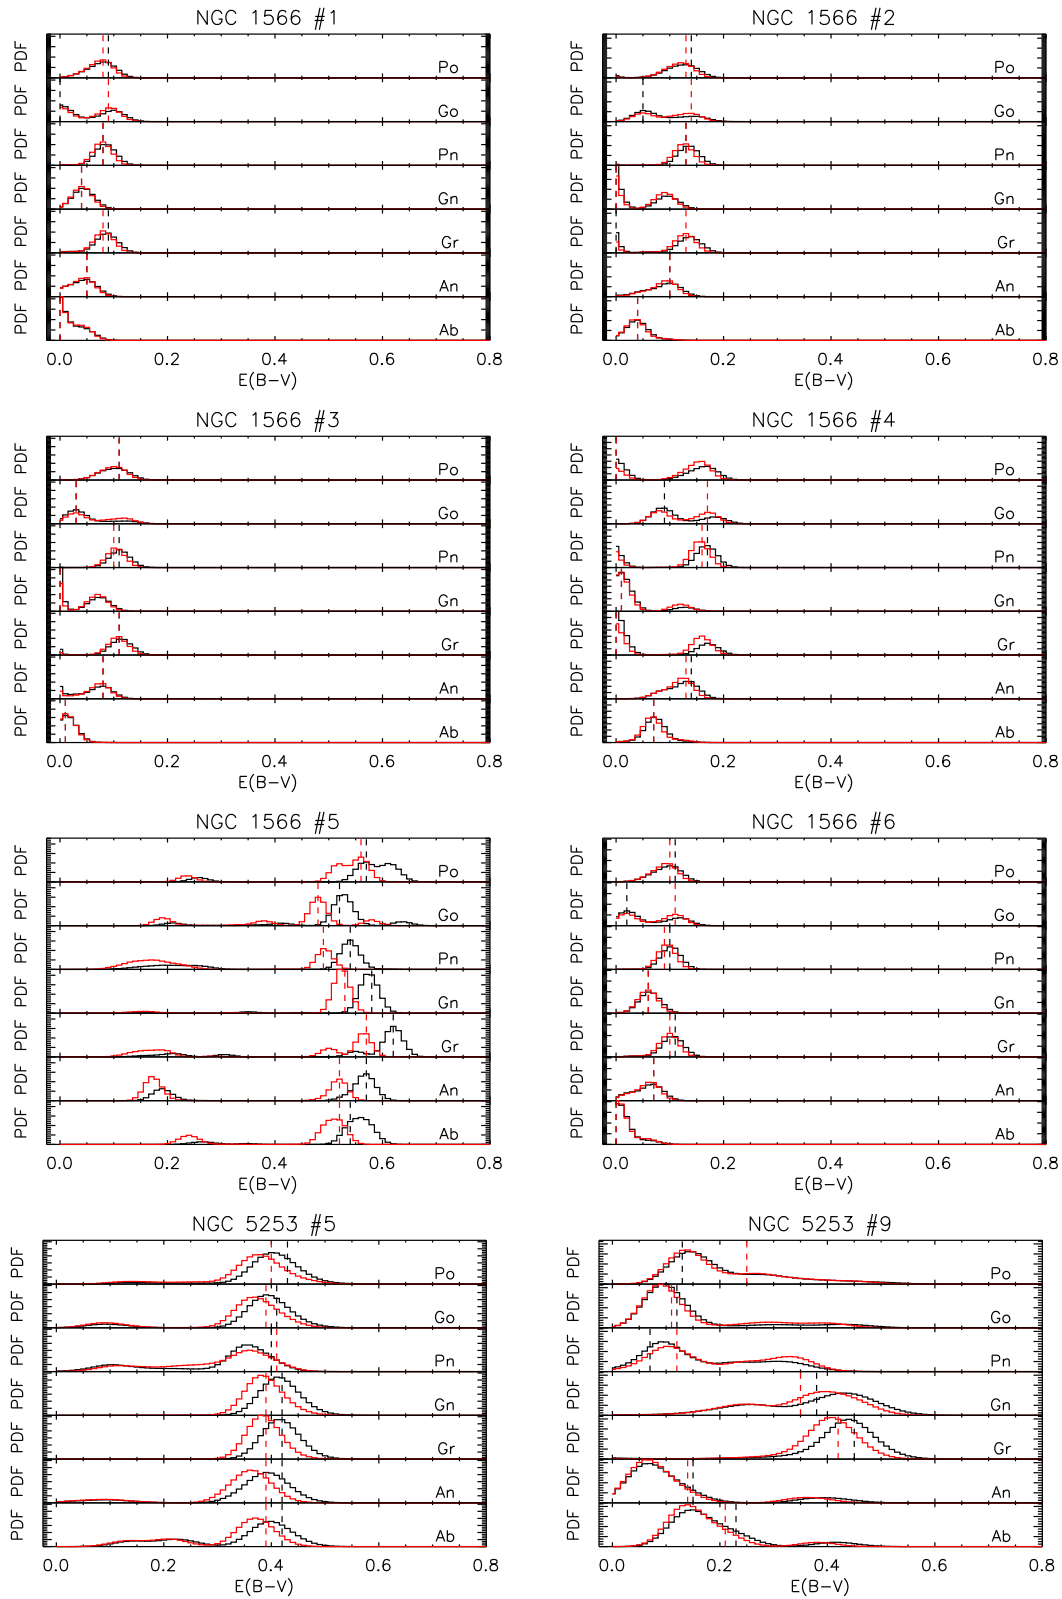 NGC 1566 #1
PDF Po
PDF Go
PDF Pn
PDF Gn
PDF Gr
PDF An
PDF Ab
0.0 0.2 0.4 0.6 0.8
E(B−V)
NGC 1566 #2
PDF Po
PDF Go
PDF Pn
PDF Gn
PDF Gr
PDF An
PDF Ab
0.0 0.2 0.4 0.6 0.8
E(B−V)
NGC 1566 #3
PDF Po
PDF Go
PDF Pn
PDF Gn
PDF Gr
PDF An
PDF Ab
0.0 0.2 0.4 0.6 0.8
E(B−V)
NGC 1566 #4
PDF Po
PDF Go
PDF Pn
PDF Gn
PDF Gr
PDF An
PDF Ab
0.0 0.2 0.4 0.6 0.8
E(B−V)
NGC 1566 #5
PDF Po
PDF Go
PDF Pn
PDF Gn
PDF Gr
PDF An
PDF Ab
0.0 0.2 0.4 0.6 0.8
E(B−V)
NGC 1566 #6
PDF Po
PDF Go
PDF Pn
PDF Gn
PDF Gr
PDF An
PDF Ab
0.0 0.2 0.4 0.6 0.8
E(B−V)
NGC 5253 #5
PDF Po
PDF Go
PDF Pn
PDF Gn
PDF Gr
PDF An
PDF Ab
0.0 0.2 0.4 0.6 0.8
E(B−V)
NGC 5253 #9
PDF Po
PDF Go
PDF Pn
PDF Gn
PDF Gr
PDF An
PDF Ab
0.0 0.2 0.4 0.6 0.8
E(B−V)